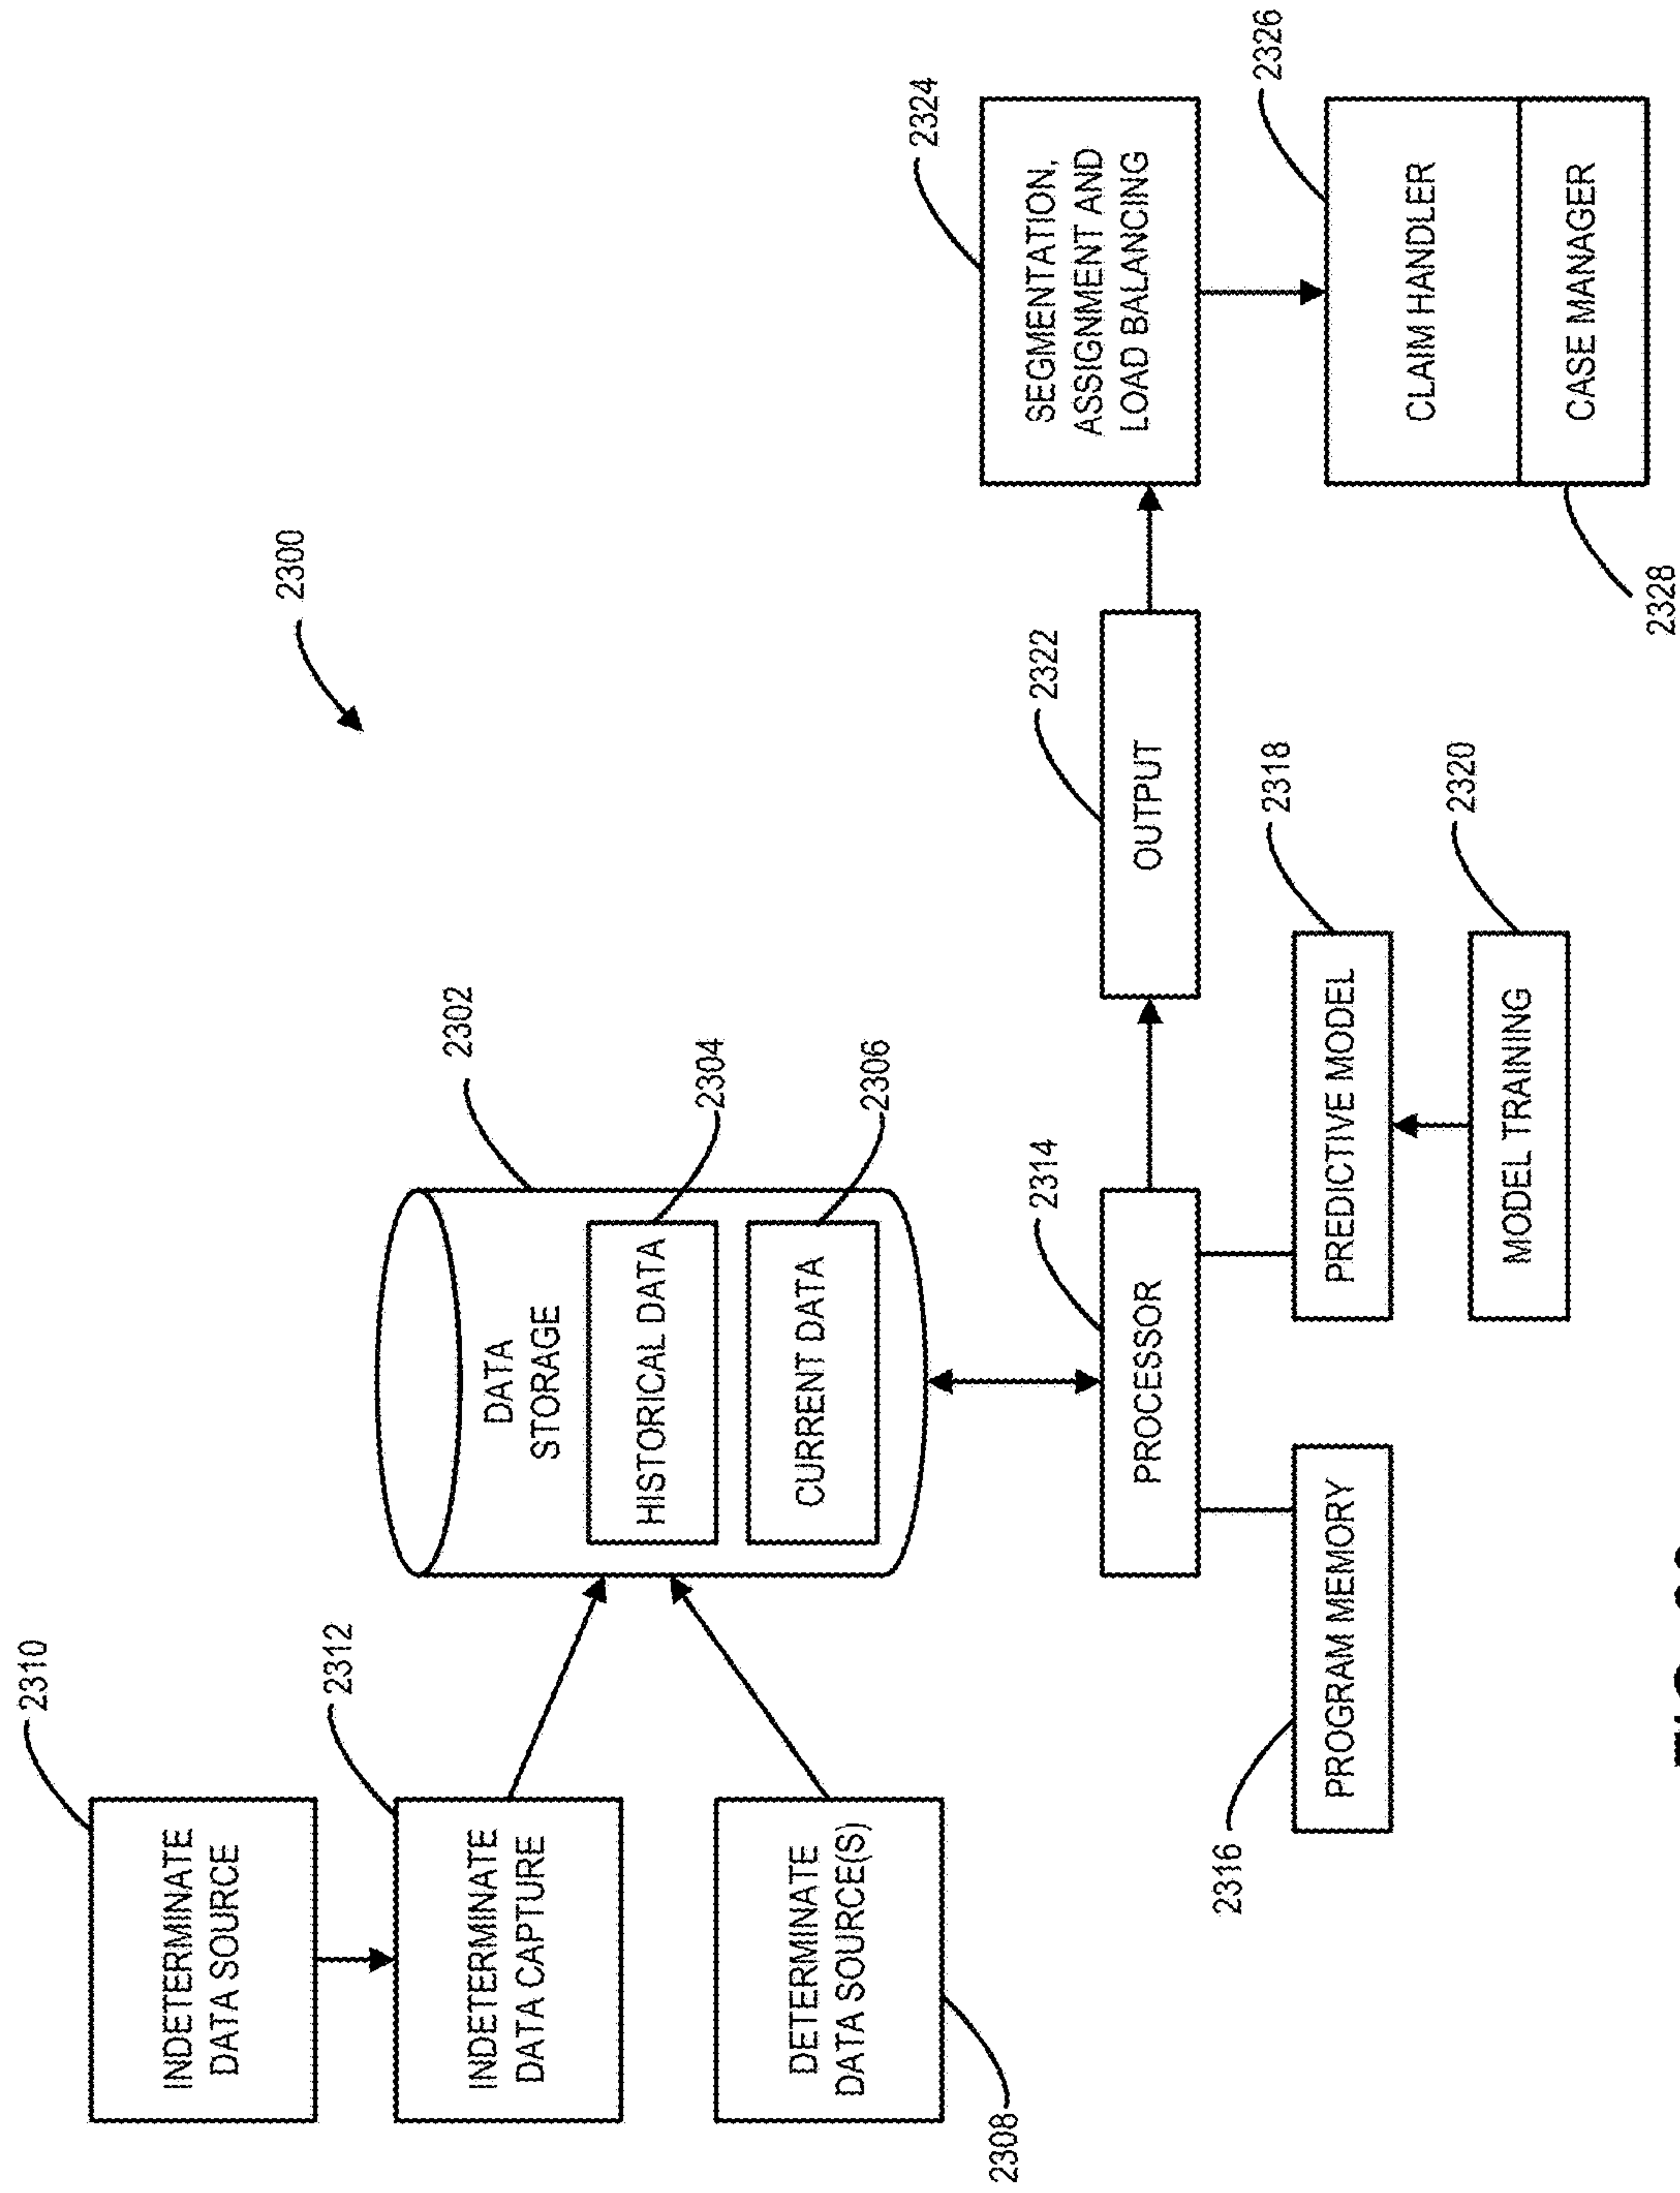 2300
2310
INDETERMINATE
DATA SOURCE
2312
INDETERMINATE
DATA CAPTURE
DETERMINATE
DATA SOURCE(S)
2308
2302
DATA
STORAGE
HISTORICAL DATA
2304
CURRENT DATA
2306
2314
PROCESSOR
2316
PROGRAM MEMORY
2318
PREDICTIVE MODEL
2320
MODEL TRAINING
2322
OUTPUT
2324
SEGMENTATION,
ASSIGNMENT AND
LOAD BALANCING
2326
CLAIM HANDLER
CASE MANAGER
2328